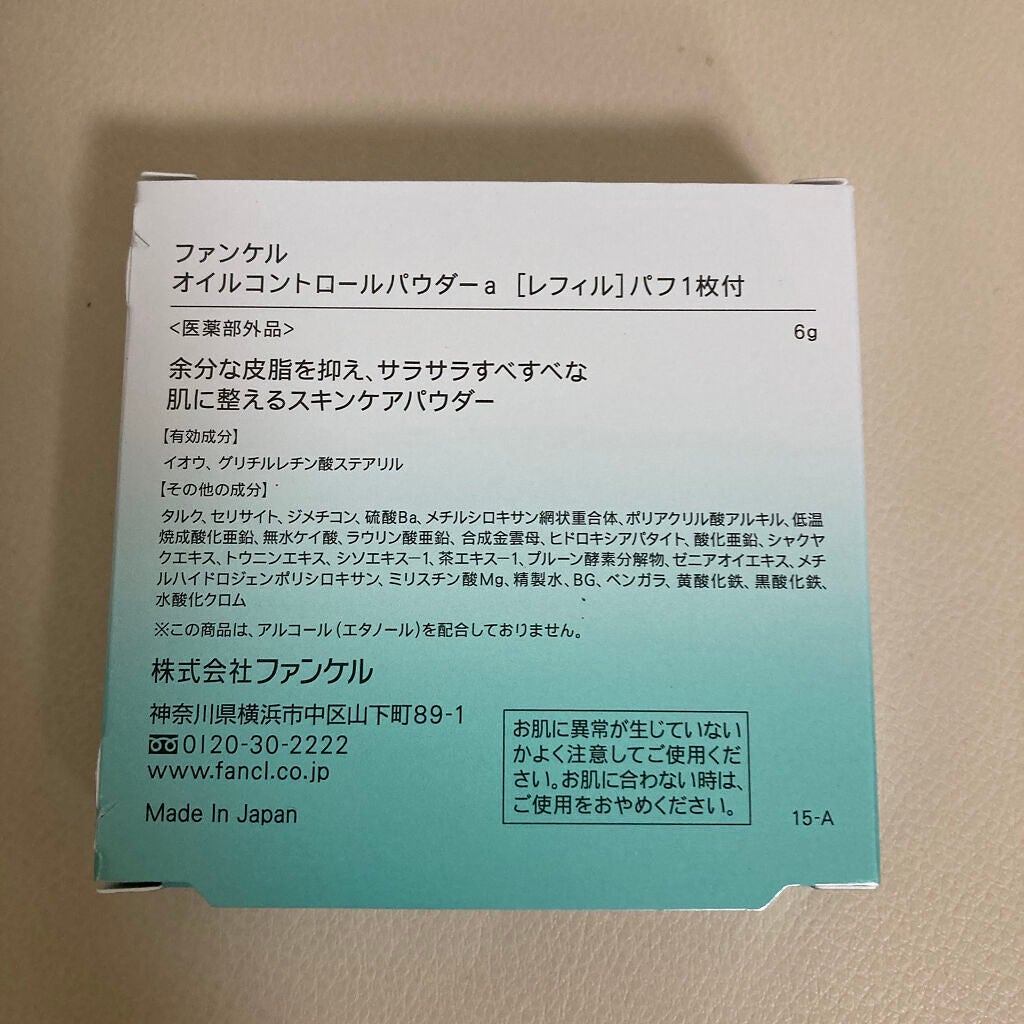 ファンケル
オイルコントロールパウダーa ［レフィル］パフ1枚付
<医薬部外品>
6g
余分な皮脂を抑え、サラサラすべすべな
肌に整えるスキンケアパウダー
【有効成分】
イオウ、グリチルレチン酸ステアリル
【その他の成分】
タルク、セリサイト、ジメチコン、硫酸Ba、メチルシロキサン網状重合体、ポリアクリル酸アルキル、低温
焼成酸化亜鉛、無水ケイ酸、ラウリン酸亜鉛、合成金雲母、ヒドロキシアパタイト、酸化亜鉛、シャクヤ
クエキス、トウニンエキス、シソエキス−1、茶エキス−1、プルーン酵素分解物、ゼニアオイエキス、メチ
ルハイドロジェンポリシロキサン、ミリスチン酸Mg、精製水、BG、ベンガラ、黄酸化鉄、黒酸化鉄、
水酸化クロム
※この商品は、アルコール（エタノール）を配合しておりません。
株式会社ファンケル
神奈川県横浜市中区山下町89-1
0120-30-2222
www.fancl.co.jp
Made In Japan
お肌に異常が生じていない
かよく注意してご使用くだ
さい。お肌に合わない時は、
ご使用をおやめください。
15-A